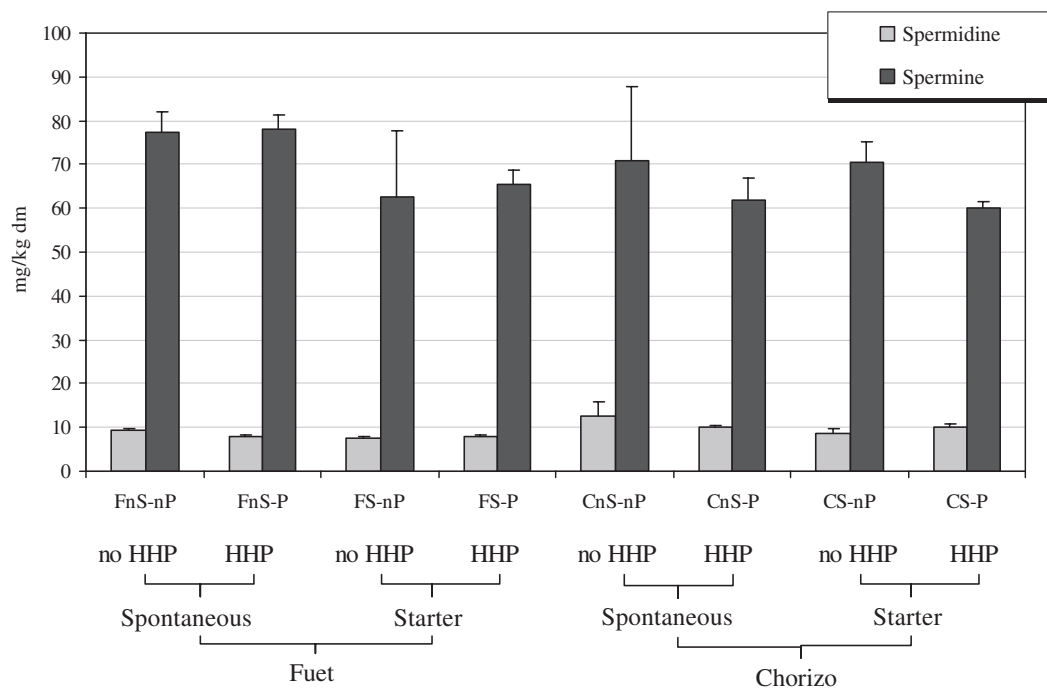 Spermidine
Spermine
100
90
80
70
60
50
40
30
20
10
0
mg/kg dm
FnS-nP FnS-P FS-nP FS-P CnS-nP CnS-P CS-nP CS-P
no HHP HHP no HHP HHP no HHP HHP no HHP HHP
Spontaneous Starter Spontaneous Starter
Fuet Chorizo